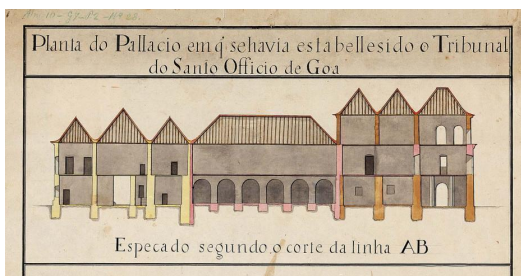 Planta do Pallacio em q̃ sehavia estabellesido o Tribunal
do Santo Officio de Goa
Especado segundo o corte da linha AB